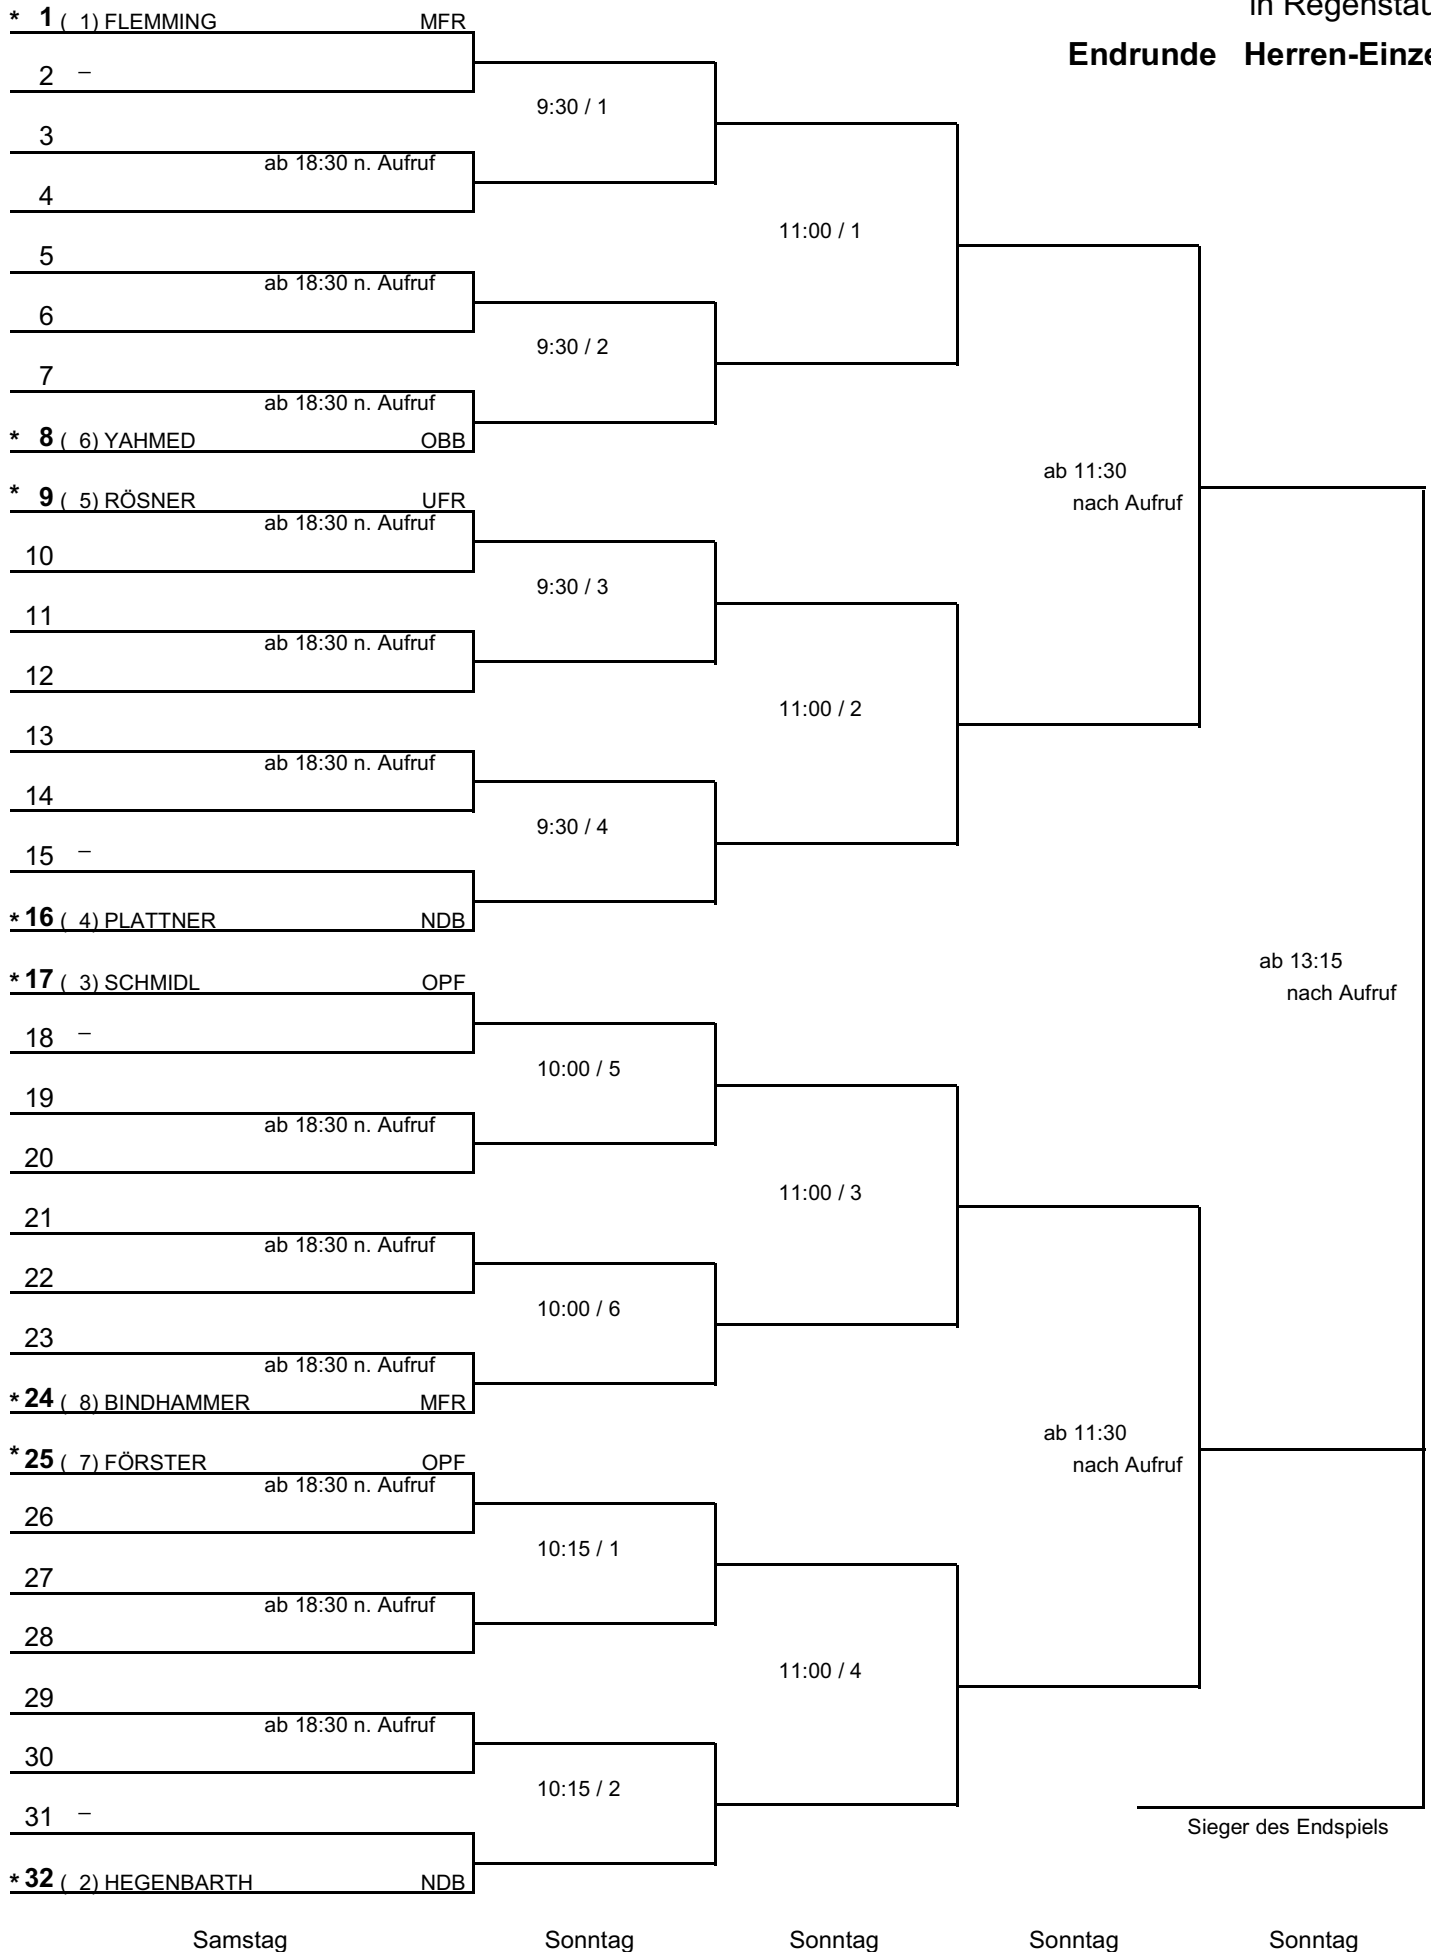 in Regenstau
Endrunde Herren-Einze
* 1 ( 1) FLEMMING MFR
2 –
9:30 / 1
3
ab 18:30 n. Aufruf
4
11:00 / 1
5
ab 18:30 n. Aufruf
6
9:30 / 2
7
ab 18:30 n. Aufruf
* 8 ( 6) YAHMED OBB
ab 11:30
nach Aufruf
* 9 ( 5) RÖSNER UFR
ab 18:30 n. Aufruf
10
9:30 / 3
11
ab 18:30 n. Aufruf
12
11:00 / 2
13
ab 18:30 n. Aufruf
14
9:30 / 4
15 –
* 16 ( 4) PLATTNER NDB
ab 13:15
nach Aufruf
* 17 ( 3) SCHMIDL OPF
18 –
10:00 / 5
19
ab 18:30 n. Aufruf
20
11:00 / 3
21
ab 18:30 n. Aufruf
22
10:00 / 6
23
ab 18:30 n. Aufruf
* 24 ( 8) BINDHAMMER MFR
ab 11:30
nach Aufruf
* 25 ( 7) FÖRSTER OPF
ab 18:30 n. Aufruf
26
10:15 / 1
27
ab 18:30 n. Aufruf
28
11:00 / 4
29
ab 18:30 n. Aufruf
30
10:15 / 2
31 –
Sieger des Endspiels
* 32 ( 2) HEGENBARTH NDB
Samstag Sonntag Sonntag Sonntag Sonntag